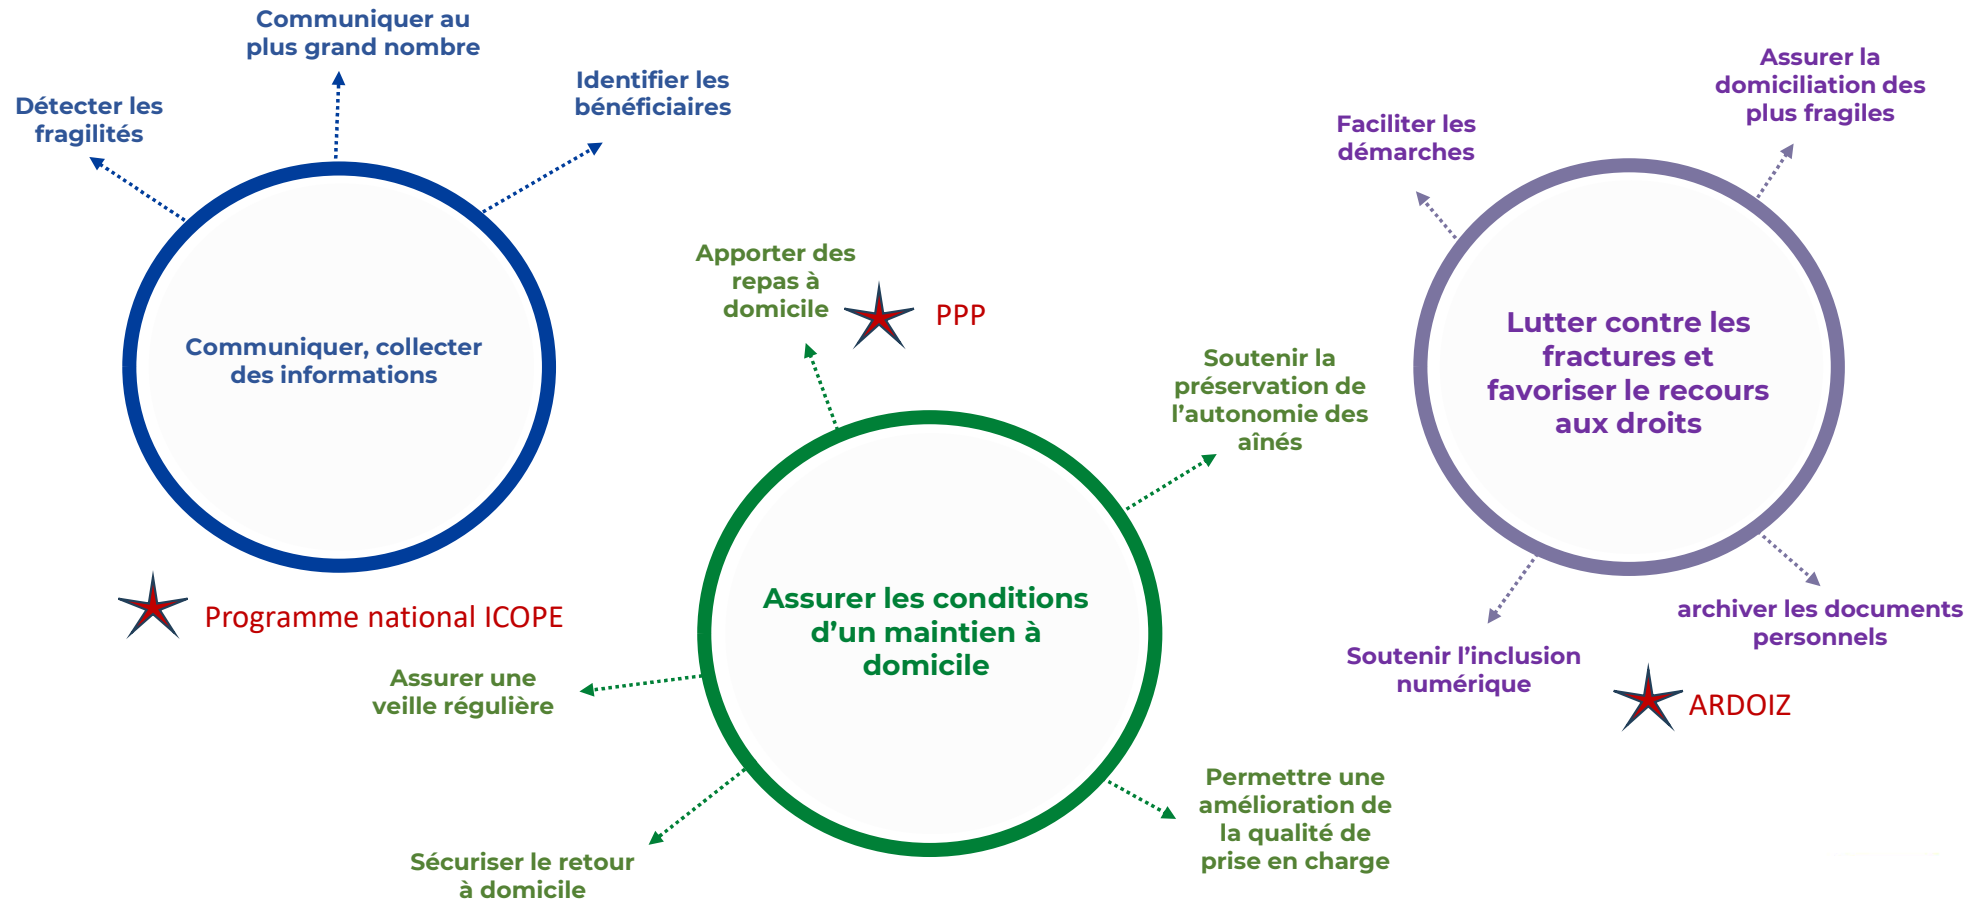 Communiquer au
plus grand nombre
Identifier les
bénéficiaires
Détecter les
fragilités
Communiquer, collecter
des informations
Programme national ICOPE
Apporter des
repas à
domicile
PPP
Soutenir la
préservation de
l’autonomie des
aînés
Assurer les conditions
d’un maintien à
domicile
Assurer une
veille régulière
Sécuriser le retour
à domicile
Permettre une
amélioration de
la qualité de
prise en charge
Assurer la
domiciliation des
plus fragiles
Faciliter les
démarches
Lutter contre les
fractures et
favoriser le recours
aux droits
archiver les documents
personnels
Soutenir l’inclusion
numérique
ARDOIZ